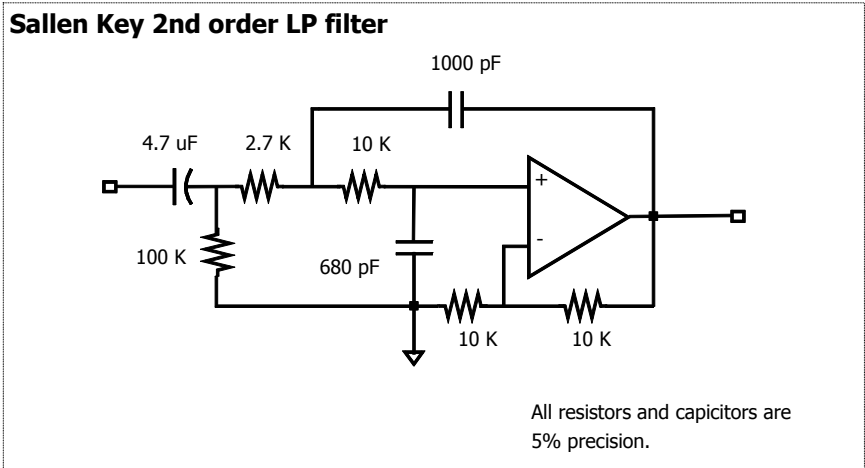 Sallen Key 2nd order LP filter
1000 pF
4.7 uF 2.7 K 10 K
+
-
100 K
680 pF
10 K 10 K
All resistors and capicitors are
5% precision.